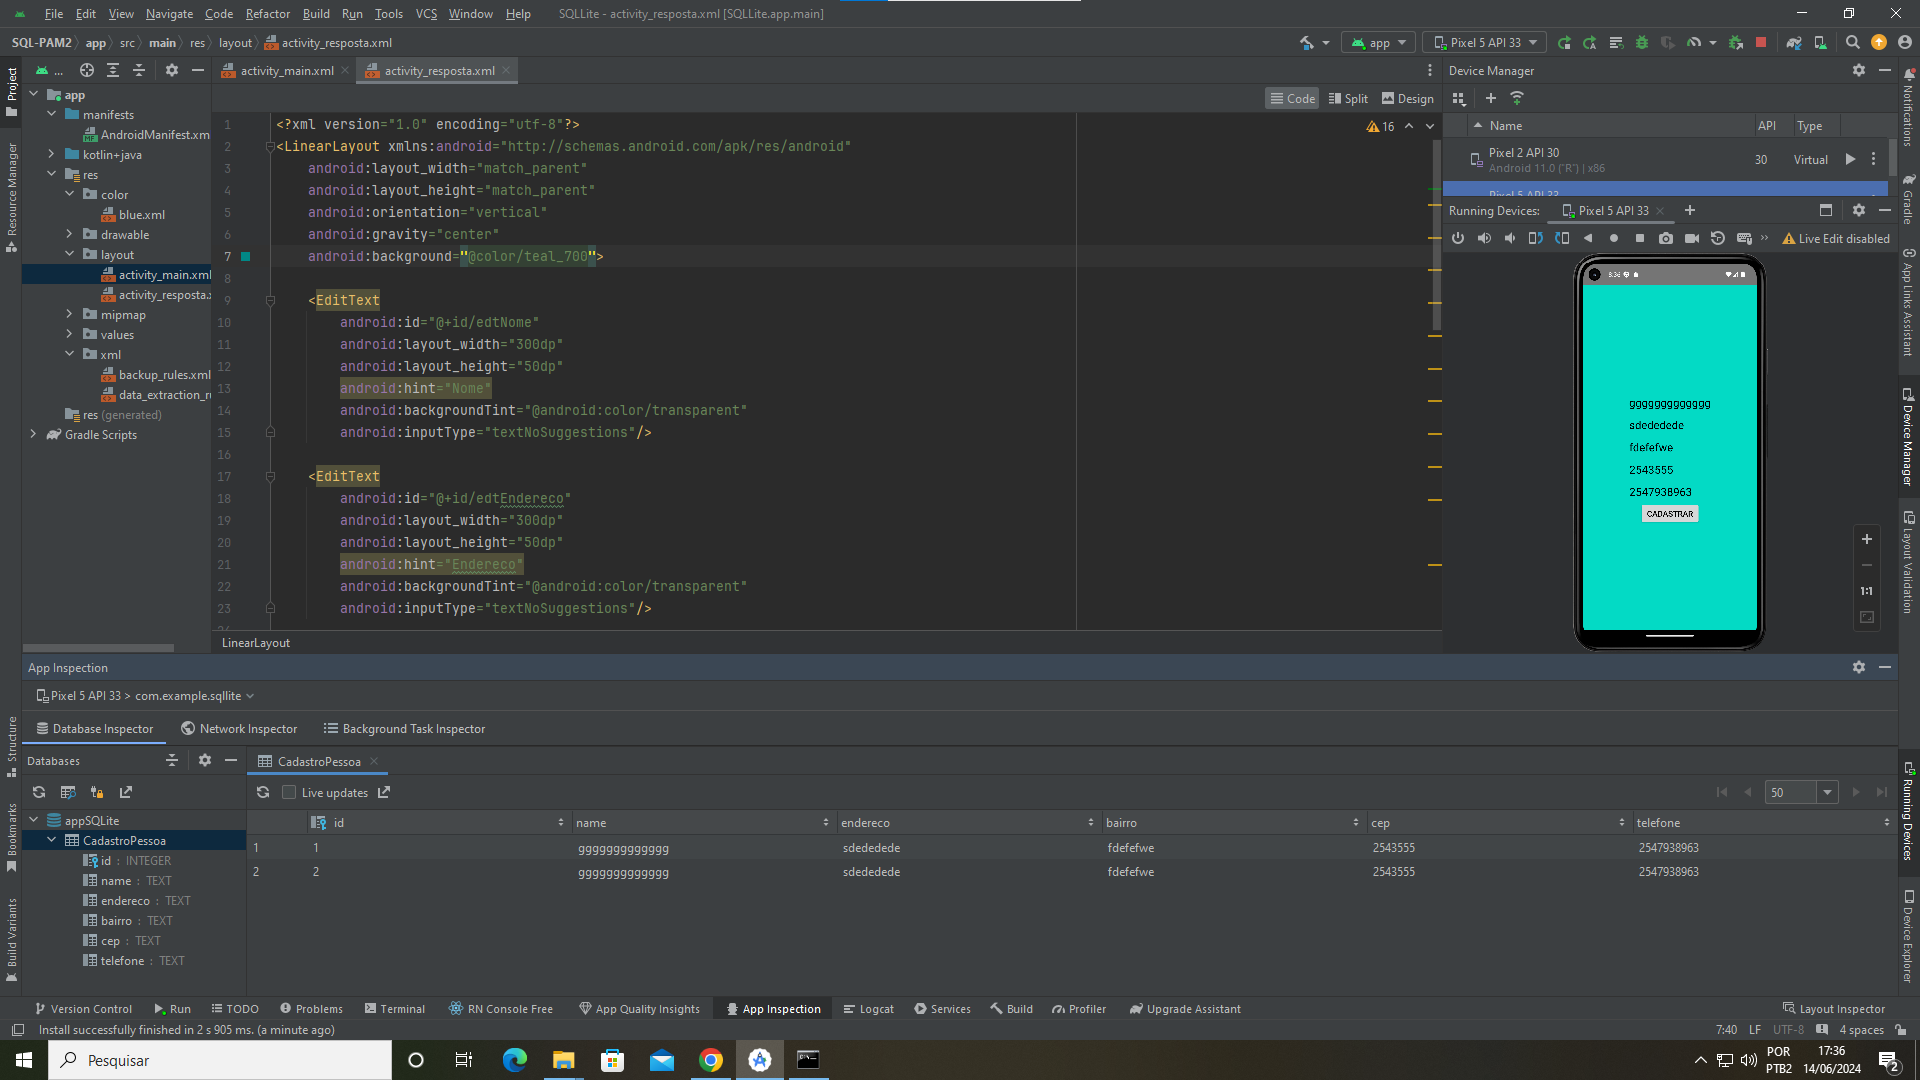 File Edit View Navigate Code Refactor Build Run Tools VCS Window Help SQLLite - activity_resposta.xml [SQLLite.app.main]
SQL-PAM2 app src main res layout activity_resposta.xml
app Pixel 5 API 33
Project
...
activity_main.xml activity_resposta.xml
Device Manager
Code Split Design
Name API Type
Pixel 2 API 30
Android 11.0 ("R") | x86
30 Virtual
Pixel 5 API 33
Running Devices: Pixel 5 API 33
Live Edit disabled
app
manifests
AndroidManifest.xm
kotlin+java
res
color
blue.xml
drawable
layout
activity_main.xml
activity_resposta.x
mipmap
values
xml
backup_rules.xml
data_extraction_ru
res (generated)
Gradle Scripts
16
1 <?xml version="1.0" encoding="utf-8"?>
2 <LinearLayout xmlns:android="http://schemas.android.com/apk/res/android"
3 android:layout_width="match_parent"
4 android:layout_height="match_parent"
5 android:orientation="vertical"
6 android:gravity="center"
7 android:background="@color/teal_700">
8
9 <EditText
10 android:id="@+id/edtNome"
11 android:layout_width="300dp"
12 android:layout_height="50dp"
13 android:hint="Nome"
14 android:backgroundTint="@android:color/transparent"
15 android:inputType="textNoSuggestions"/>
16
17 <EditText
18 android:id="@+id/edtEndereco"
19 android:layout_width="300dp"
20 android:layout_height="50dp"
21 android:hint="Endereco"
22 android:backgroundTint="@android:color/transparent"
23 android:inputType="textNoSuggestions"/>
LinearLayout
8:36
ggggggggggggg
sdededede
fdefefwe
2543555
2547938963
CADASTRAR
1:1
Resource Manager
Structure
Bookmarks
Build Variants
Notifications
Gradle
App Links Assistant
Device Manager
Layout Validation
Running Devices
Device Explorer
App Inspection
Pixel 5 API 33 > com.example.sqllite
Database Inspector Network Inspector Background Task Inspector
Databases
CadastroPessoa
Live updates
50
appSQLite
CadastroPessoa
id : INTEGER
name : TEXT
endereco : TEXT
bairro : TEXT
cep : TEXT
telefone : TEXT
id name endereco bairro cep telefone
1 1 ggggggggggggg sdededede fdefefwe 2543555 2547938963
2 2 ggggggggggggg sdededede fdefefwe 2543555 2547938963
Version Control Run TODO Problems Terminal RN Console Free App Quality Insights App Inspection Logcat Services Build Profiler Upgrade Assistant Layout Inspector
Install successfully finished in 2 s 905 ms. (a minute ago)
7:40 LF UTF-8 4 spaces
Pesquisar
POR
PTB2
17:36
14/06/2024
2